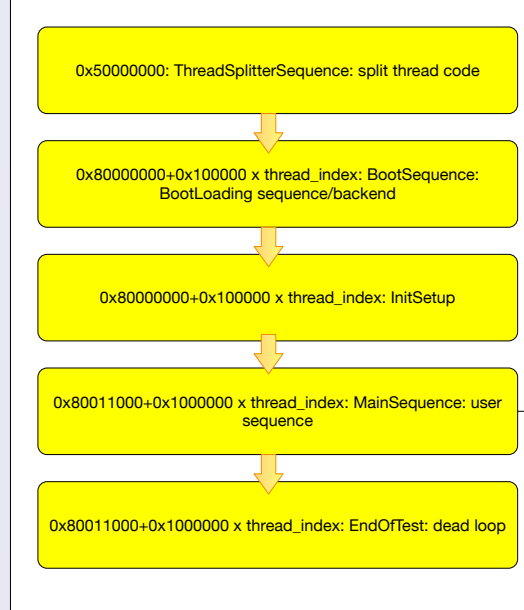 0x50000000: ThreadSplitterSequence: split thread code
0x80000000+0x100000 x thread_index: BootSequence:
BootLoading sequence/backend
0x80000000+0x100000 x thread_index: InitSetup
0x80011000+0x1000000 x thread_index: MainSequence: user
sequence
0x80011000+0x1000000 x thread_index: EndOfTest: dead loop